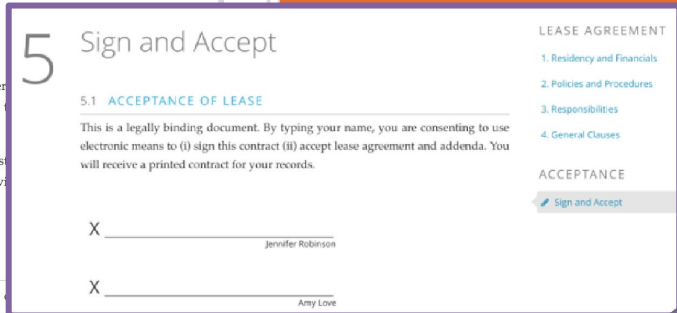 5
Sign and Accept
5.1 ACCEPTANCE OF LEASE
This is a legally binding document. By typing your name, you are consenting to use
electronic means to (i) sign this contract (ii) accept lease agreement and addenda. You
will receive a printed contract for your records.
X
Jennifer Robinson
X
Amy Love
LEASE AGREEMENT
1. Residency and Financials
2. Policies and Procedures
3. Responsibilities
4. General Clauses
ACCEPTANCE
Sign and Accept